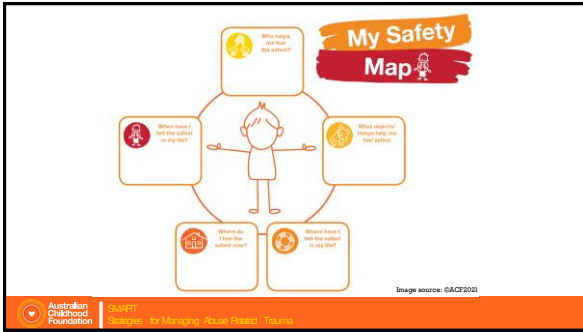 My Safety
Map
Who helps
me feel
the safest?
When have I
felt the safest
in my life?
What objects/
things help me
feel safest
Where do
I feel the
safest now?
Where have I
felt the safest
in my life?
Image source: ©ACF2021
Australian
Childhood
Foundation
SMART
Strategies for Managing Abuse Related Trauma